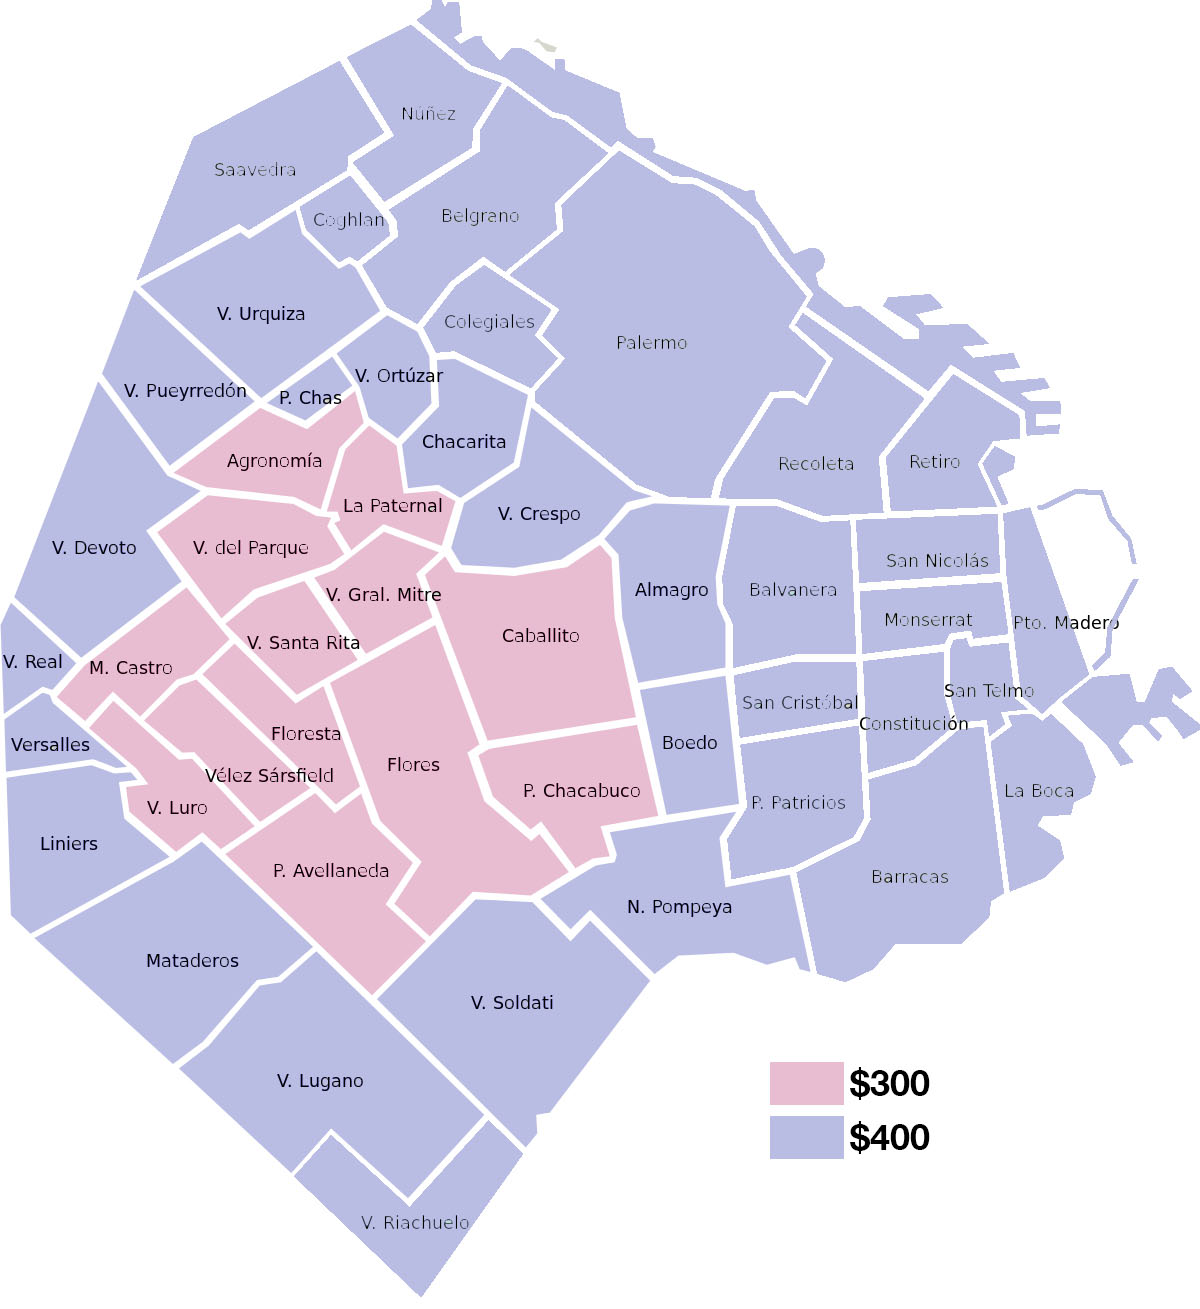 Núñez
Saavedra
Coghlan
Belgrano
V. Urquiza
Colegiales
Palermo
V. Pueyrredón
P. Chas
V. Ortúzar
Chacarita
Agronomía
Recoleta
Retiro
La Paternal
V. Crespo
V. Devoto
V. del Parque
San Nicolás
V. Gral. Mitre
Almagro
Balvanera
Monserrat
Pto. Madero
V. Santa Rita
Caballito
V. Real
M. Castro
San Telmo
San Cristóbal
Constitución
Floresta
Versalles
Boedo
Flores
Vélez Sársfield
P. Chacabuco
La Boca
P. Patricios
V. Luro
Liniers
P. Avellaneda
Barracas
N. Pompeya
Mataderos
V. Soldati
V. Lugano
$300
$400
V. Riachuelo